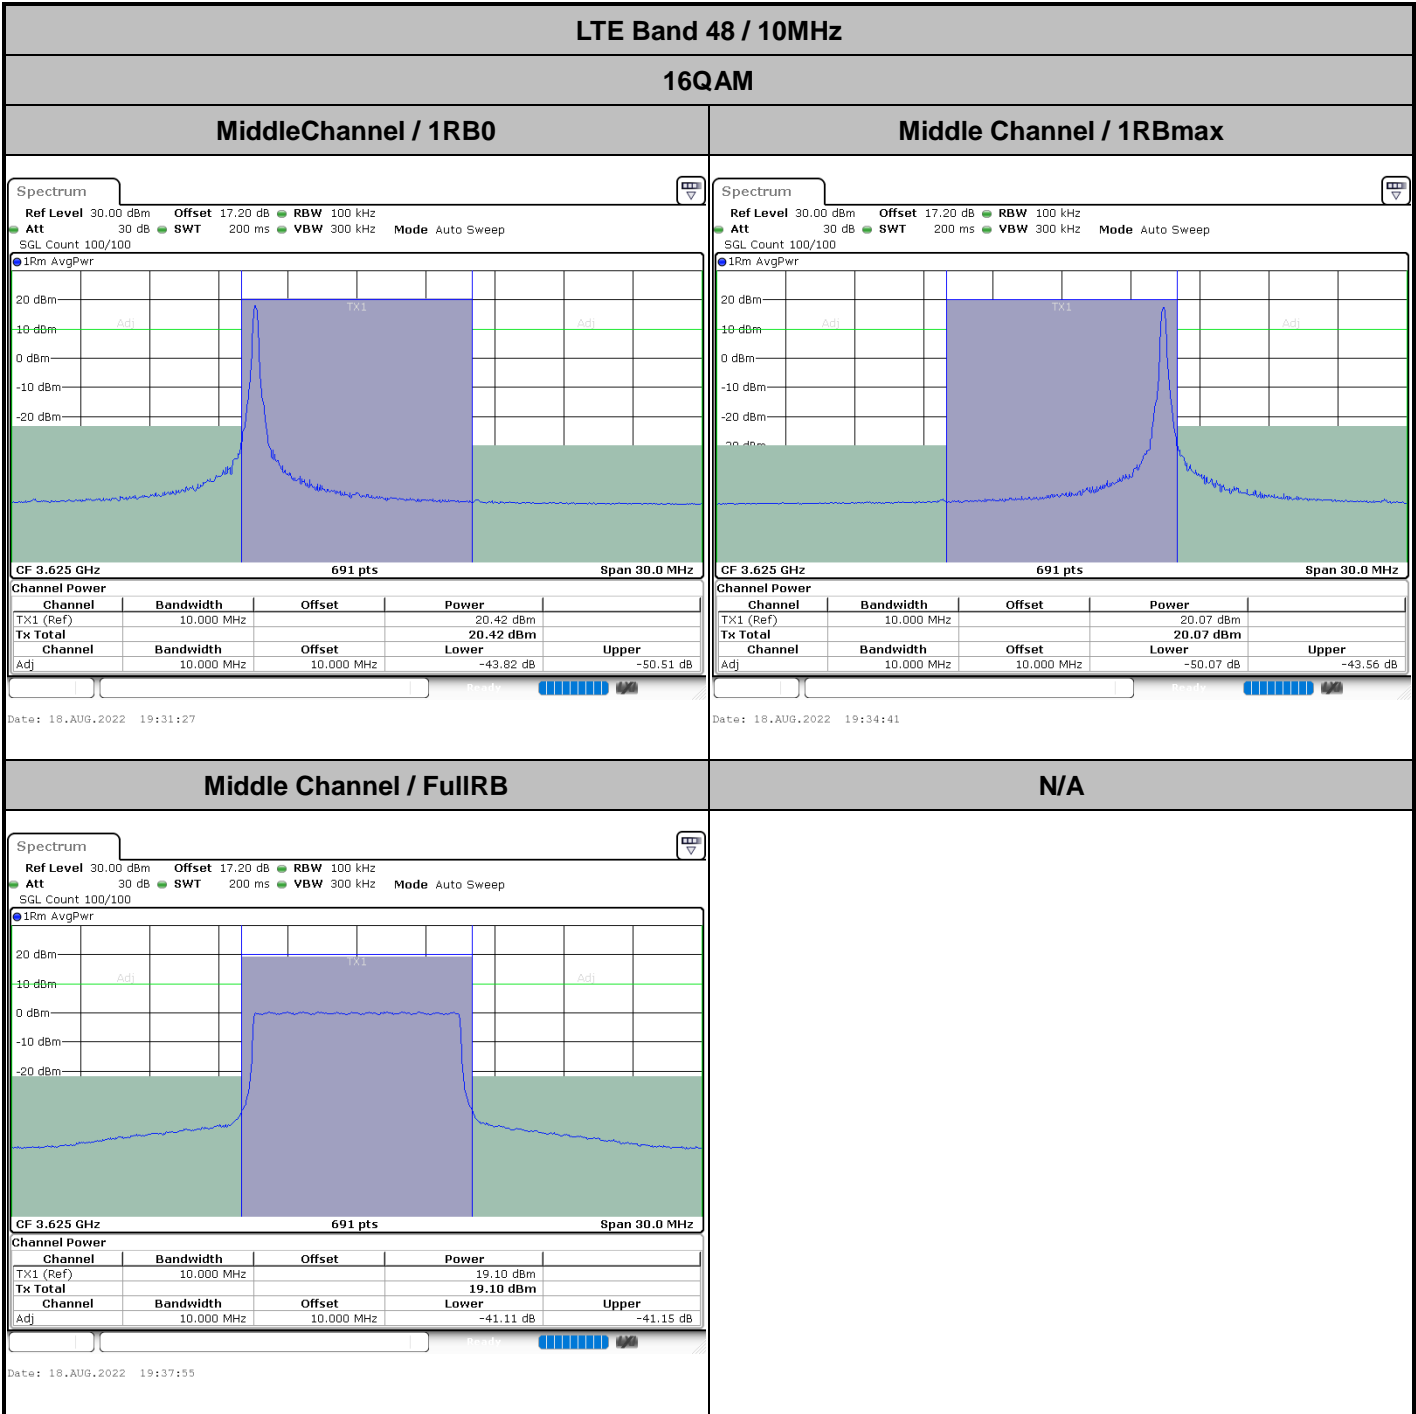 LTE Band 48 / 10MHz
16QAM
MiddleChannel / 1RB0
Middle Channel / 1RBmax
Spectrum
Ref Level 30.00 dBm Offset 17.20 dB RBW 100 kHz
Att 30 dB SWT 200 ms VBW 300 kHz Mode Auto Sweep
SGL Count 100/100
1Rm AvgPwr
20 dBm
TX1
10 dBm
Adj
Adj
0 dBm
-10 dBm
-20 dBm
CF 3.625 GHz 691 pts Span 30.0 MHz
Channel Power
Channel Bandwidth Offset Power
TX1 (Ref) 10.000 MHz 20.42 dBm
Tx Total 20.42 dBm
Channel Bandwidth Offset Lower Upper
Adj 10.000 MHz 10.000 MHz -43.82 dB -50.51 dB
Ready
Date: 18.AUG.2022 19:31:27
Spectrum
Ref Level 30.00 dBm Offset 17.20 dB RBW 100 kHz
Att 30 dB SWT 200 ms VBW 300 kHz Mode Auto Sweep
SGL Count 100/100
1Rm AvgPwr
20 dBm
TX1
10 dBm
Adj
Adj
0 dBm
-10 dBm
-20 dBm
CF 3.625 GHz 691 pts Span 30.0 MHz
Channel Power
Channel Bandwidth Offset Power
TX1 (Ref) 10.000 MHz 20.07 dBm
Tx Total 20.07 dBm
Channel Bandwidth Offset Lower Upper
Adj 10.000 MHz 10.000 MHz -50.07 dB -43.56 dB
Ready
Date: 18.AUG.2022 19:34:41
Middle Channel / FullRB
N/A
Spectrum
Ref Level 30.00 dBm Offset 17.20 dB RBW 100 kHz
Att 30 dB SWT 200 ms VBW 300 kHz Mode Auto Sweep
SGL Count 100/100
1Rm AvgPwr
20 dBm
TX1
10 dBm
Adj
Adj
0 dBm
-10 dBm
-20 dBm
CF 3.625 GHz 691 pts Span 30.0 MHz
Channel Power
Channel Bandwidth Offset Power
TX1 (Ref) 10.000 MHz 19.10 dBm
Tx Total 19.10 dBm
Channel Bandwidth Offset Lower Upper
Adj 10.000 MHz 10.000 MHz -41.11 dB -41.15 dB
Ready
Date: 18.AUG.2022 19:37:55